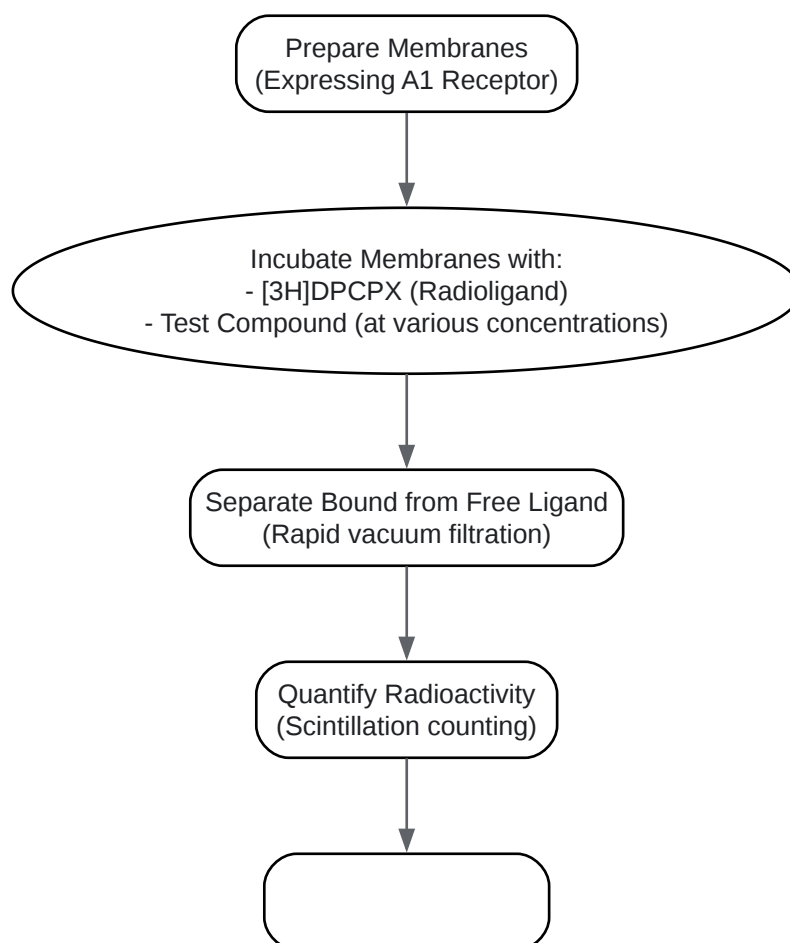 Prepare Membranes
(Expressing A1 Receptor)
Incubate Membranes with:
- [3H]DPCPX (Radioligand)
- Test Compound (at various concentrations)
Separate Bound from Free Ligand
(Rapid vacuum filtration)
Quantify Radioactivity
(Scintillation counting)